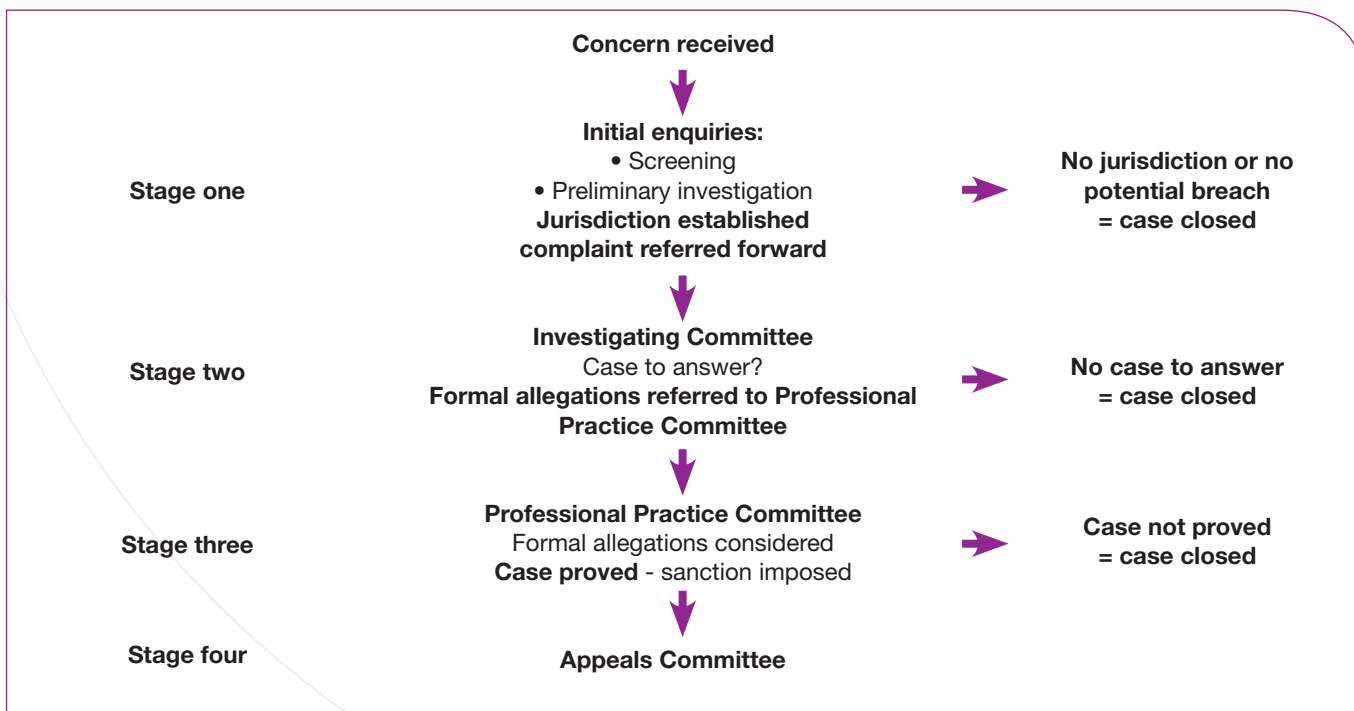 Concern received
Stage one
Initial enquiries:
• Screening
• Preliminary investigation
Jurisdiction established
complaint referred forward
No jurisdiction or no
potential breach
= case closed
Stage two
Investigating Committee
Case to answer?
Formal allegations referred to Professional
Practice Committee
No case to answer
= case closed
Stage three
Professional Practice Committee
Formal allegations considered
Case proved - sanction imposed
Case not proved
= case closed
Stage four
Appeals Committee